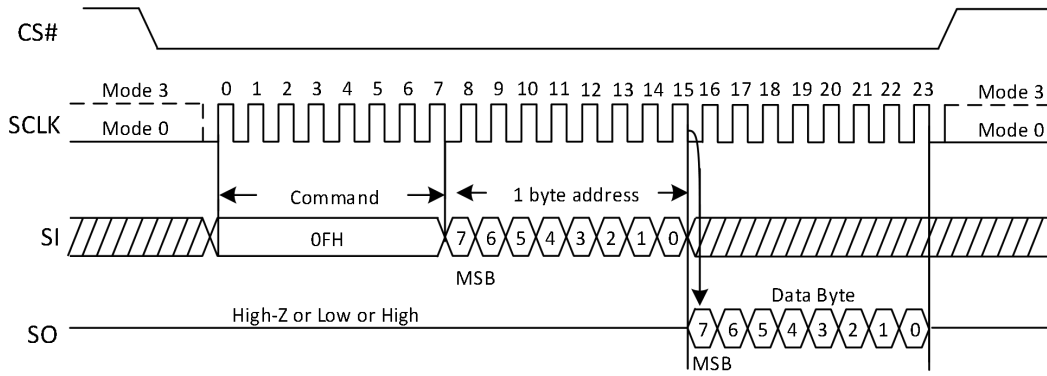 CS#
0 1 2 3 4 5 6 7 8 9 10 11 12 13 14 15 16 17 18 19 20 21 22 23
Mode 3 Mode 3
SCLK Mode 0 Mode 0
Command 1 byte address
SI 0FH 7 6 5 4 3 2 1 0
MSB
High-Z or Low or High Data Byte
SO 7 6 5 4 3 2 1 0
MSB